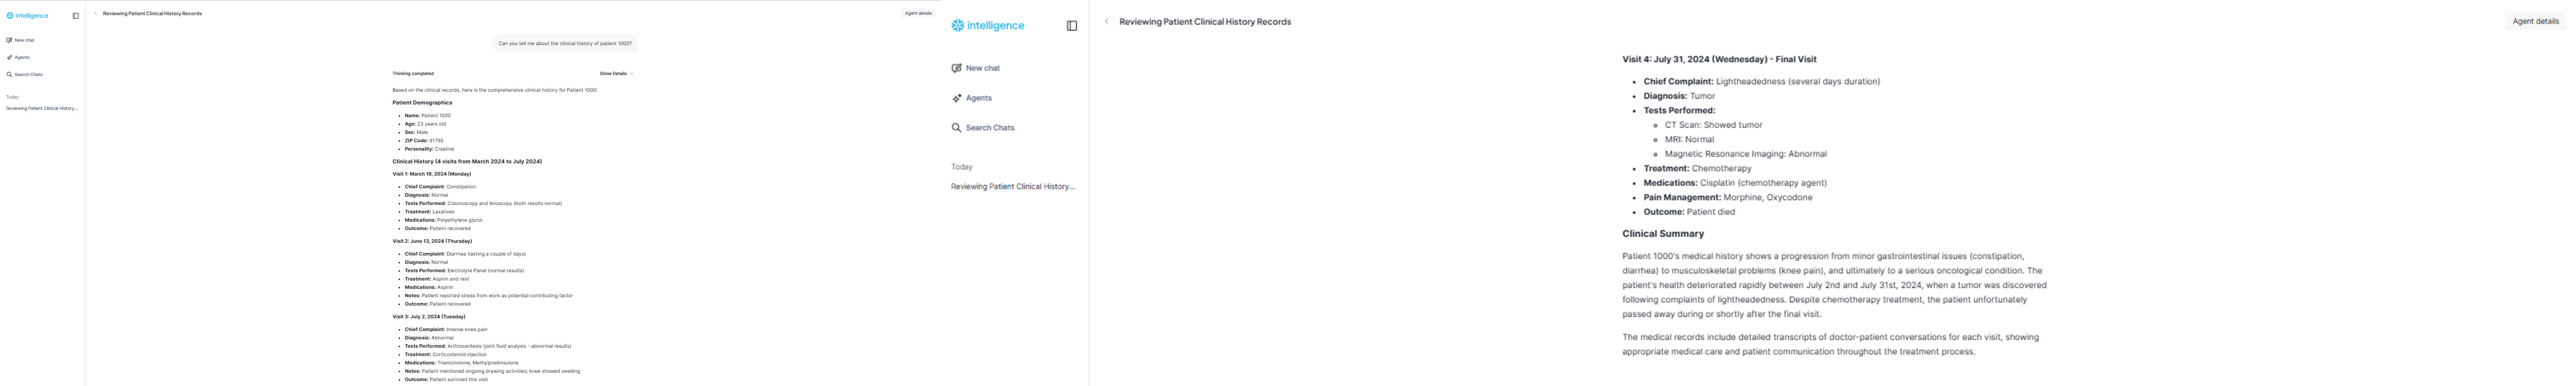 intelligence
New chat
Agents
Search Chats
Today
Reviewing Patient Clinical History...
Reviewing Patient Clinical History Records
Agent details
Can you tell me about the clinical history of patient 1000?
Thinking completed
Show Details
Based on the clinical records, here is the comprehensive clinical history for Patient 1000:
Patient Demographics
Name: Patient 1000
Age: 23 years old
Sex: Male
ZIP Code: 91795
Personality: Creative
Clinical History (4 visits from March 2024 to July 2024)
Visit 1: March 18, 2024 (Monday)
Chief Complaint: Constipation
Diagnosis: Normal
Tests Performed: Colonoscopy and Anoscopy (both results normal)
Treatment: Laxatives
Medications: Polyethylene glycol
Outcome: Patient recovered
Visit 2: June 13, 2024 (Thursday)
Chief Complaint: Diarrhea (lasting a couple of days)
Diagnosis: Normal
Tests Performed: Electrolyte Panel (normal results)
Treatment: Aspirin and rest
Medications: Aspirin
Notes: Patient reported stress from work as potential contributing factor
Outcome: Patient recovered
Visit 3: July 2, 2024 (Tuesday)
Chief Complaint: Intense knee pain
Diagnosis: Abnormal
Tests Performed: Arthrocentesis (joint fluid analysis - abnormal results)
Treatment: Corticosteroid injection
Medications: Triamcinolone, Methylprednisolone
Notes: Patient mentioned ongoing drawing activities; knee showed swelling
Outcome: Patient survived this visit
intelligence
New chat
Agents
Search Chats
Today
Reviewing Patient Clinical History...
Reviewing Patient Clinical History Records
Agent details
Visit 4: July 31, 2024 (Wednesday) - Final Visit
Chief Complaint: Lightheadedness (several days duration)
Diagnosis: Tumor
Tests Performed:
CT Scan: Showed tumor
MRI: Normal
Magnetic Resonance Imaging: Abnormal
Treatment: Chemotherapy
Medications: Cisplatin (chemotherapy agent)
Pain Management: Morphine, Oxycodone
Outcome: Patient died
Clinical Summary
Patient 1000's medical history shows a progression from minor gastrointestinal issues (constipation,
diarrhea) to musculoskeletal problems (knee pain), and ultimately to a serious oncological condition. The
patient's health deteriorated rapidly between July 2nd and July 31st, 2024, when a tumor was discovered
following complaints of lightheadedness. Despite chemotherapy treatment, the patient unfortunately
passed away during or shortly after the final visit.
The medical records include detailed transcripts of doctor-patient conversations for each visit, showing
appropriate medical care and patient communication throughout the treatment process.